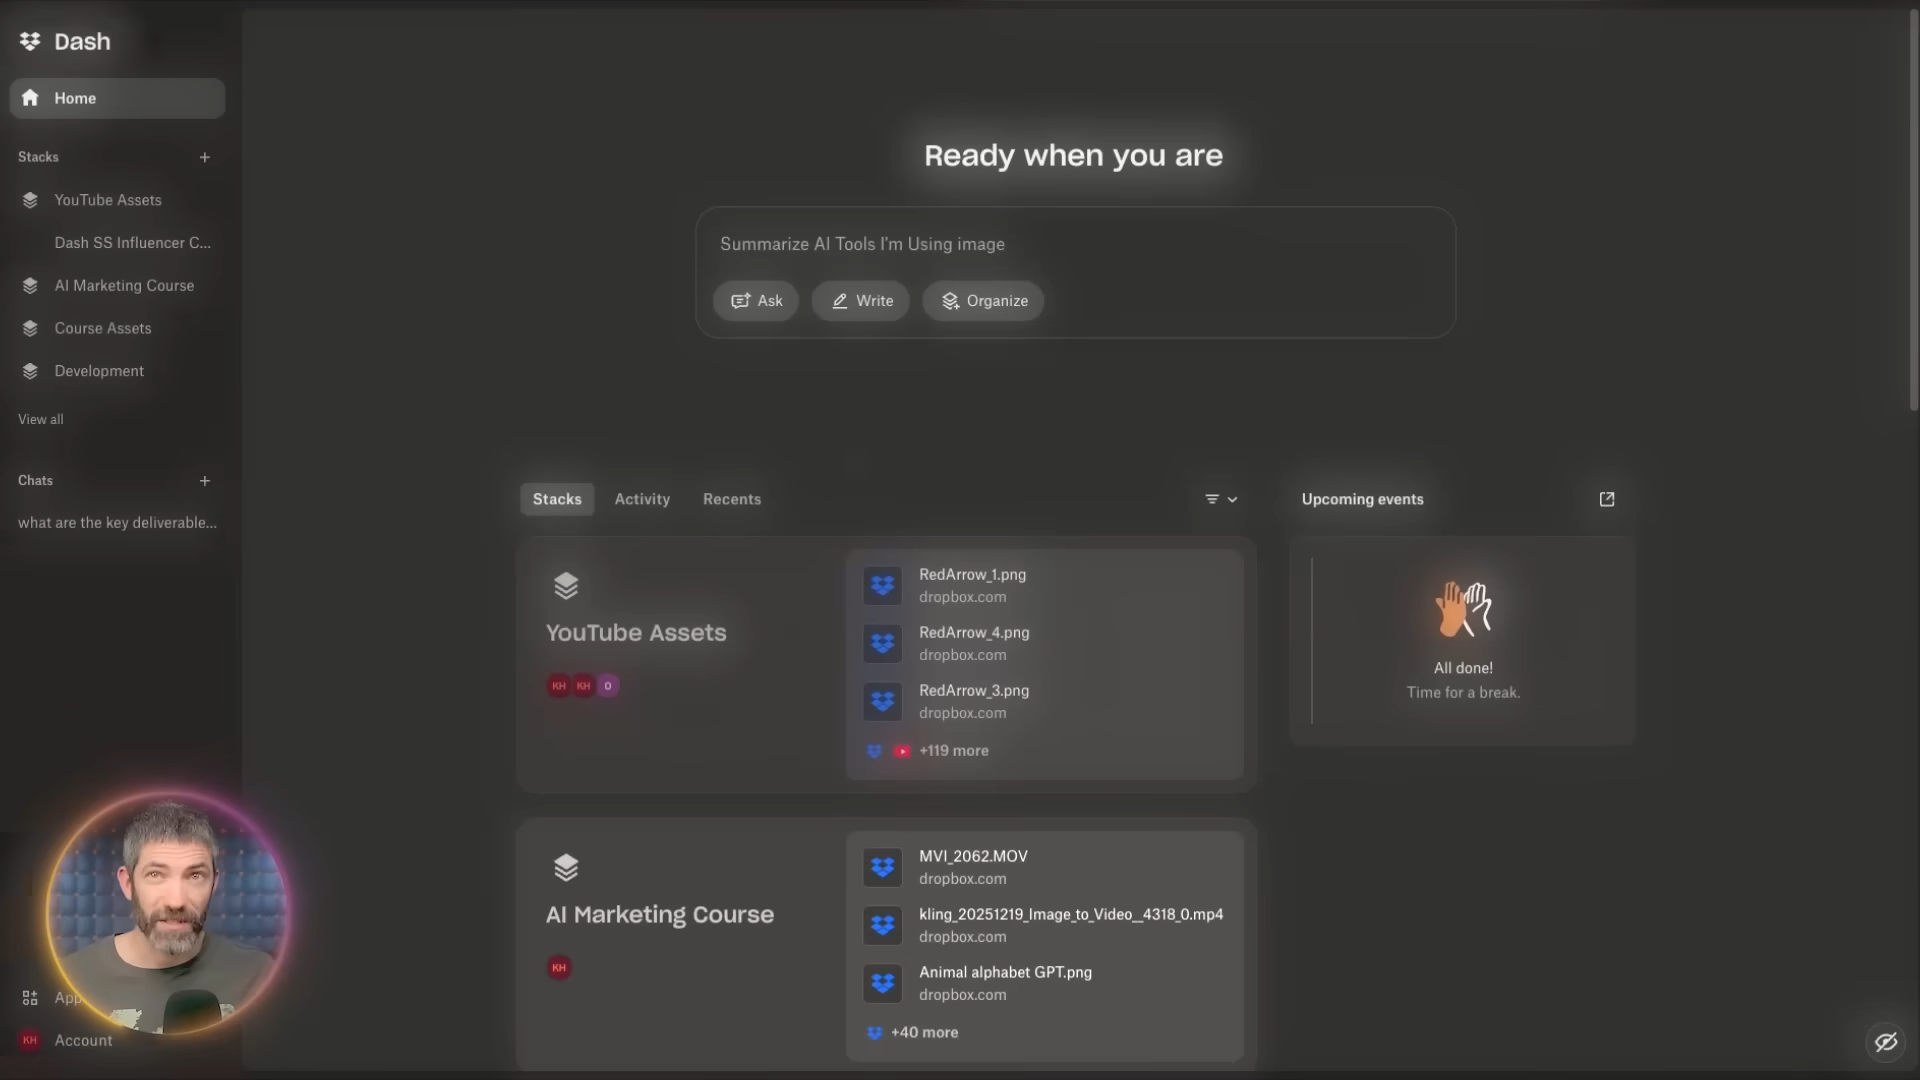 Dash
Home
Stacks
YouTube Assets
Dash SS Influencer C...
AI Marketing Course
Course Assets
Development
View all
Chats
what are the key deliverable...
App
KH Account
Ready when you are
Summarize AI Tools I'm Using image
Ask Write Organize
Stacks Activity Recents
YouTube Assets
KH KH D
RedArrow_1.png
dropbox.com
RedArrow_4.png
dropbox.com
RedArrow_3.png
dropbox.com
+119 more
AI Marketing Course
KH
MVI_2062.MOV
dropbox.com
kling_20251219_Image_to_Video__4318_0.mp4
dropbox.com
Animal alphabet GPT.png
dropbox.com
+40 more
Upcoming events
All done!
Time for a break.